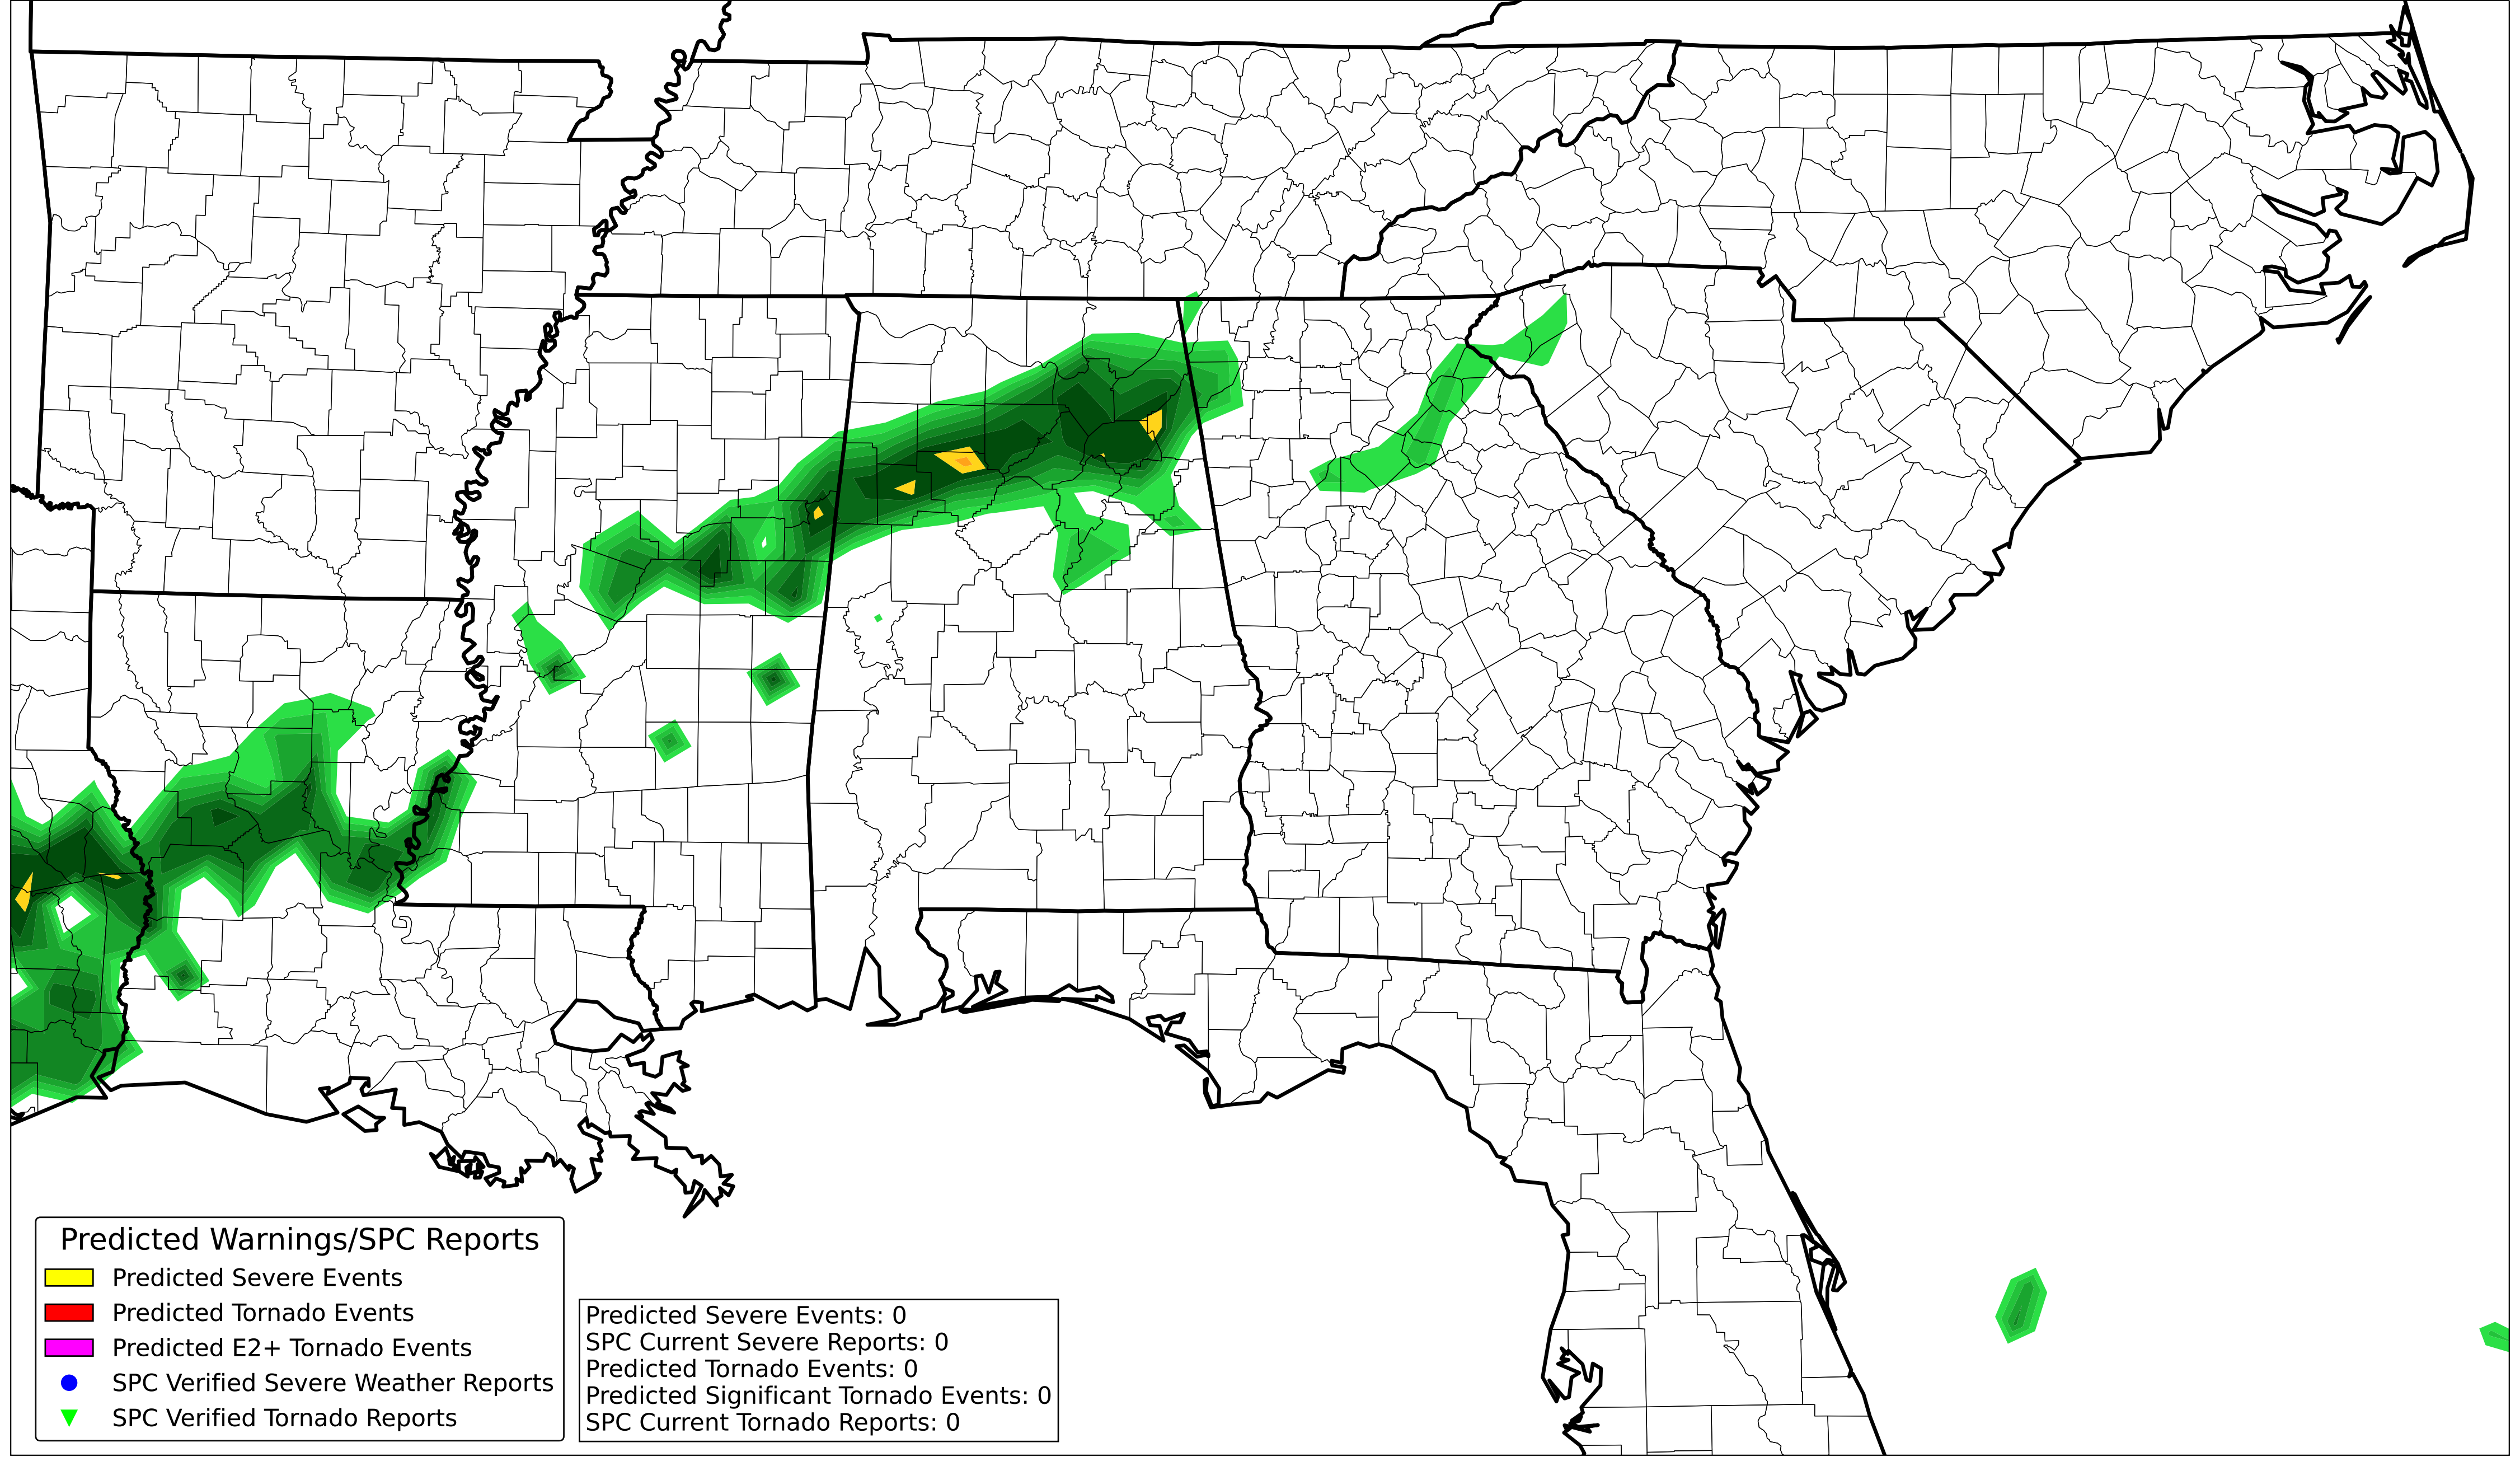 Predicted Warnings/SPC Reports
Predicted Severe Events
Predicted Tornado Events
Predicted E2+ Tornado Events
SPC Verified Severe Weather Reports
SPC Verified Tornado Reports
Predicted Severe Events: 0
SPC Current Severe Reports: 0
Predicted Tornado Events: 0
Predicted Significant Tornado Events: 0
SPC Current Tornado Reports: 0